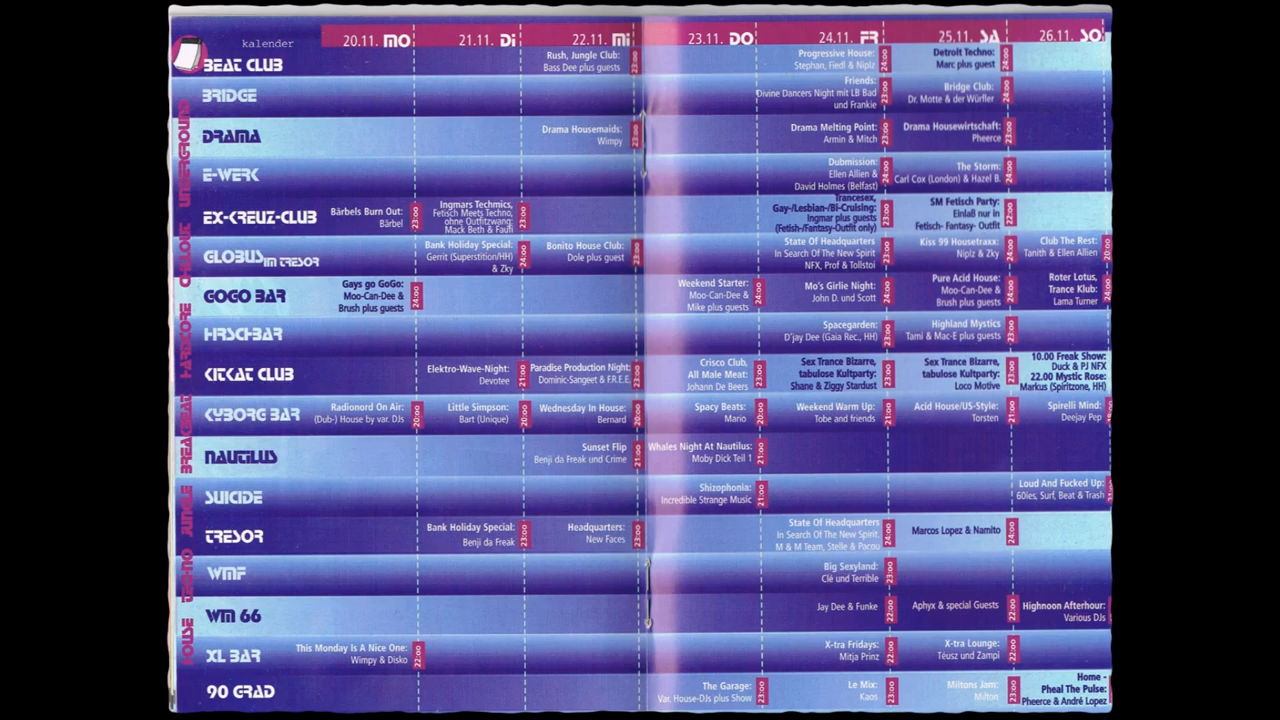 kalender
20.11. MO
21.11. DI
22.11. MI
23.11. DO
24.11. FR
25.11. SA
26.11. SO
HOUSE TECHNO JUNGLE BREAKBEAT HARDCORE CHILLOUT UNDERGROUND
BEAT CLUB
Rush, Jungle Club:
Bass Dee plus guests
23:00
Progressive House:
Stephan, Fiedl & Niplz
24:00
Detroit Techno:
Marc plus guest
24:00
BRIDGE
Friends:
Divine Dancers Night mit LB Bad
und Frankie
23:00
Bridge Club:
Dr. Motte & der Würfler
24:00
DRAMA
Drama Housemaids:
Wimpy
23:00
Drama Melting Point:
Armin & Mitch
23:00
Drama Housewirtschaft:
Pheerce
23:00
E-WERK
Dubmission:
Ellen Allien &
David Holmes (Belfast)
24:00
The Storm:
Carl Cox (London) & Hazel B.
24:00
EX-KREUZ-CLUB
Bärbels Burn Out:
Bärbel
23:00
Ingmars Technics,
Fetisch Meets Techno,
ohne Outfitzwang:
Mack Beth & Faufi
23:00
Trancesex,
Gay-/Lesbian-/Bi-Cruising:
Ingmar plus guests
(Fetish-/Fantasy-Outfit only)
23:00
SM Fetisch Party:
Einlaß nur in
Fetisch- Fantasy- Outfit
22:00
GLOBUS IM TRESOR
Bank Holiday Special:
Gerrit (Superstition/HH)
& Zky
24:00
Bonito House Club:
Dole plus guest
23:00
State Of Headquarters
In Search Of The New Spirit
NFX, Prof & Tollstoi
23:00
Kiss 99 Housetraxx:
Niplz & Zky
24:00
Club The Rest:
Tanith & Ellen Allien
20:00
GOGO BAR
Gays go GoGo:
Moo-Can-Dee &
Brush plus guests
24:00
Weekend Starter:
Moo-Can-Dee &
Mike plus guests
24:00
Mo's Girlie Night:
John D. und Scott
24:00
Pure Acid House:
Moo-Can-Dee &
Brush plus guests
24:00
Roter Lotus,
Trance Klub:
Lama Turner
24:00
HIRSCHBAR
Spacegarden:
D'jay Dee (Gaia Rec., HH)
23:00
Highland Mystics
Tami & Mac-E plus guests
23:00
KITKAT CLUB
Elektro-Wave-Night:
Devotee
21:00
Paradise Production Night:
Dominic-Sangeet & F.R.E.E.
23:00
Crisco Club,
All Male Meat:
Johann De Beers
23:00
Sex Trance Bizarre,
tabulose Kultparty:
Shane & Ziggy Stardust
23:00
Sex Trance Bizarre,
tabulose Kultparty:
Loco Motive
23:00
10.00 Freak Show:
Duck & PJ NFX
22.00 Mystic Rose:
Markus (Spiritzone, HH)
CYBORG BAR
Radionord On Air:
(Dub-) House by var. DJs
20:00
Little Simpson:
Bart (Unique)
20:00
Wednesday In House:
Bernard
20:00
Spacy Beats:
Mario
20:00
Weekend Warm Up:
Tobe and friends
21:00
Acid House/US-Style:
Torsten
21:00
Spirelli Mind:
Deejay Pep
NAUTILUS
Sunset Flip
Benji da Freak und Crime
21:00
Whales Night At Nautilus:
Moby Dick Teil 1
21:00
SUICIDE
Shizophonia:
Incredible Strange Music
21:00
Loud And Fucked Up:
60ies, Surf, Beat & Trash
TRESOR
Bank Holiday Special:
Benji da Freak
23:00
Headquarters:
New Faces
23:00
State Of Headquarters
In Search Of The New Spirit.
M & M Team, Stelle & Pacou
24:00
Marcos Lopez & Namito
24:00
WMF
Big Sexyland:
Clé und Terrible
23:00
WM 66
Jay Dee & Funke
22:00
Aphyx & special Guests
22:00
Highnoon Afterhour:
Various DJs
XL BAR
This Monday Is A Nice One:
Wimpy & Disko
22:00
X-tra Fridays:
Mitja Prinz
22:00
X-tra Lounge:
Téusz und Zampi
22:00
90 GRAD
The Garage:
Var. House-DJs plus Show
23:00
Le Mix:
Kaos
23:00
Miltons Jam:
Milton
23:00
Home -
Pheal The Pulse:
Pheerce & André Lopez